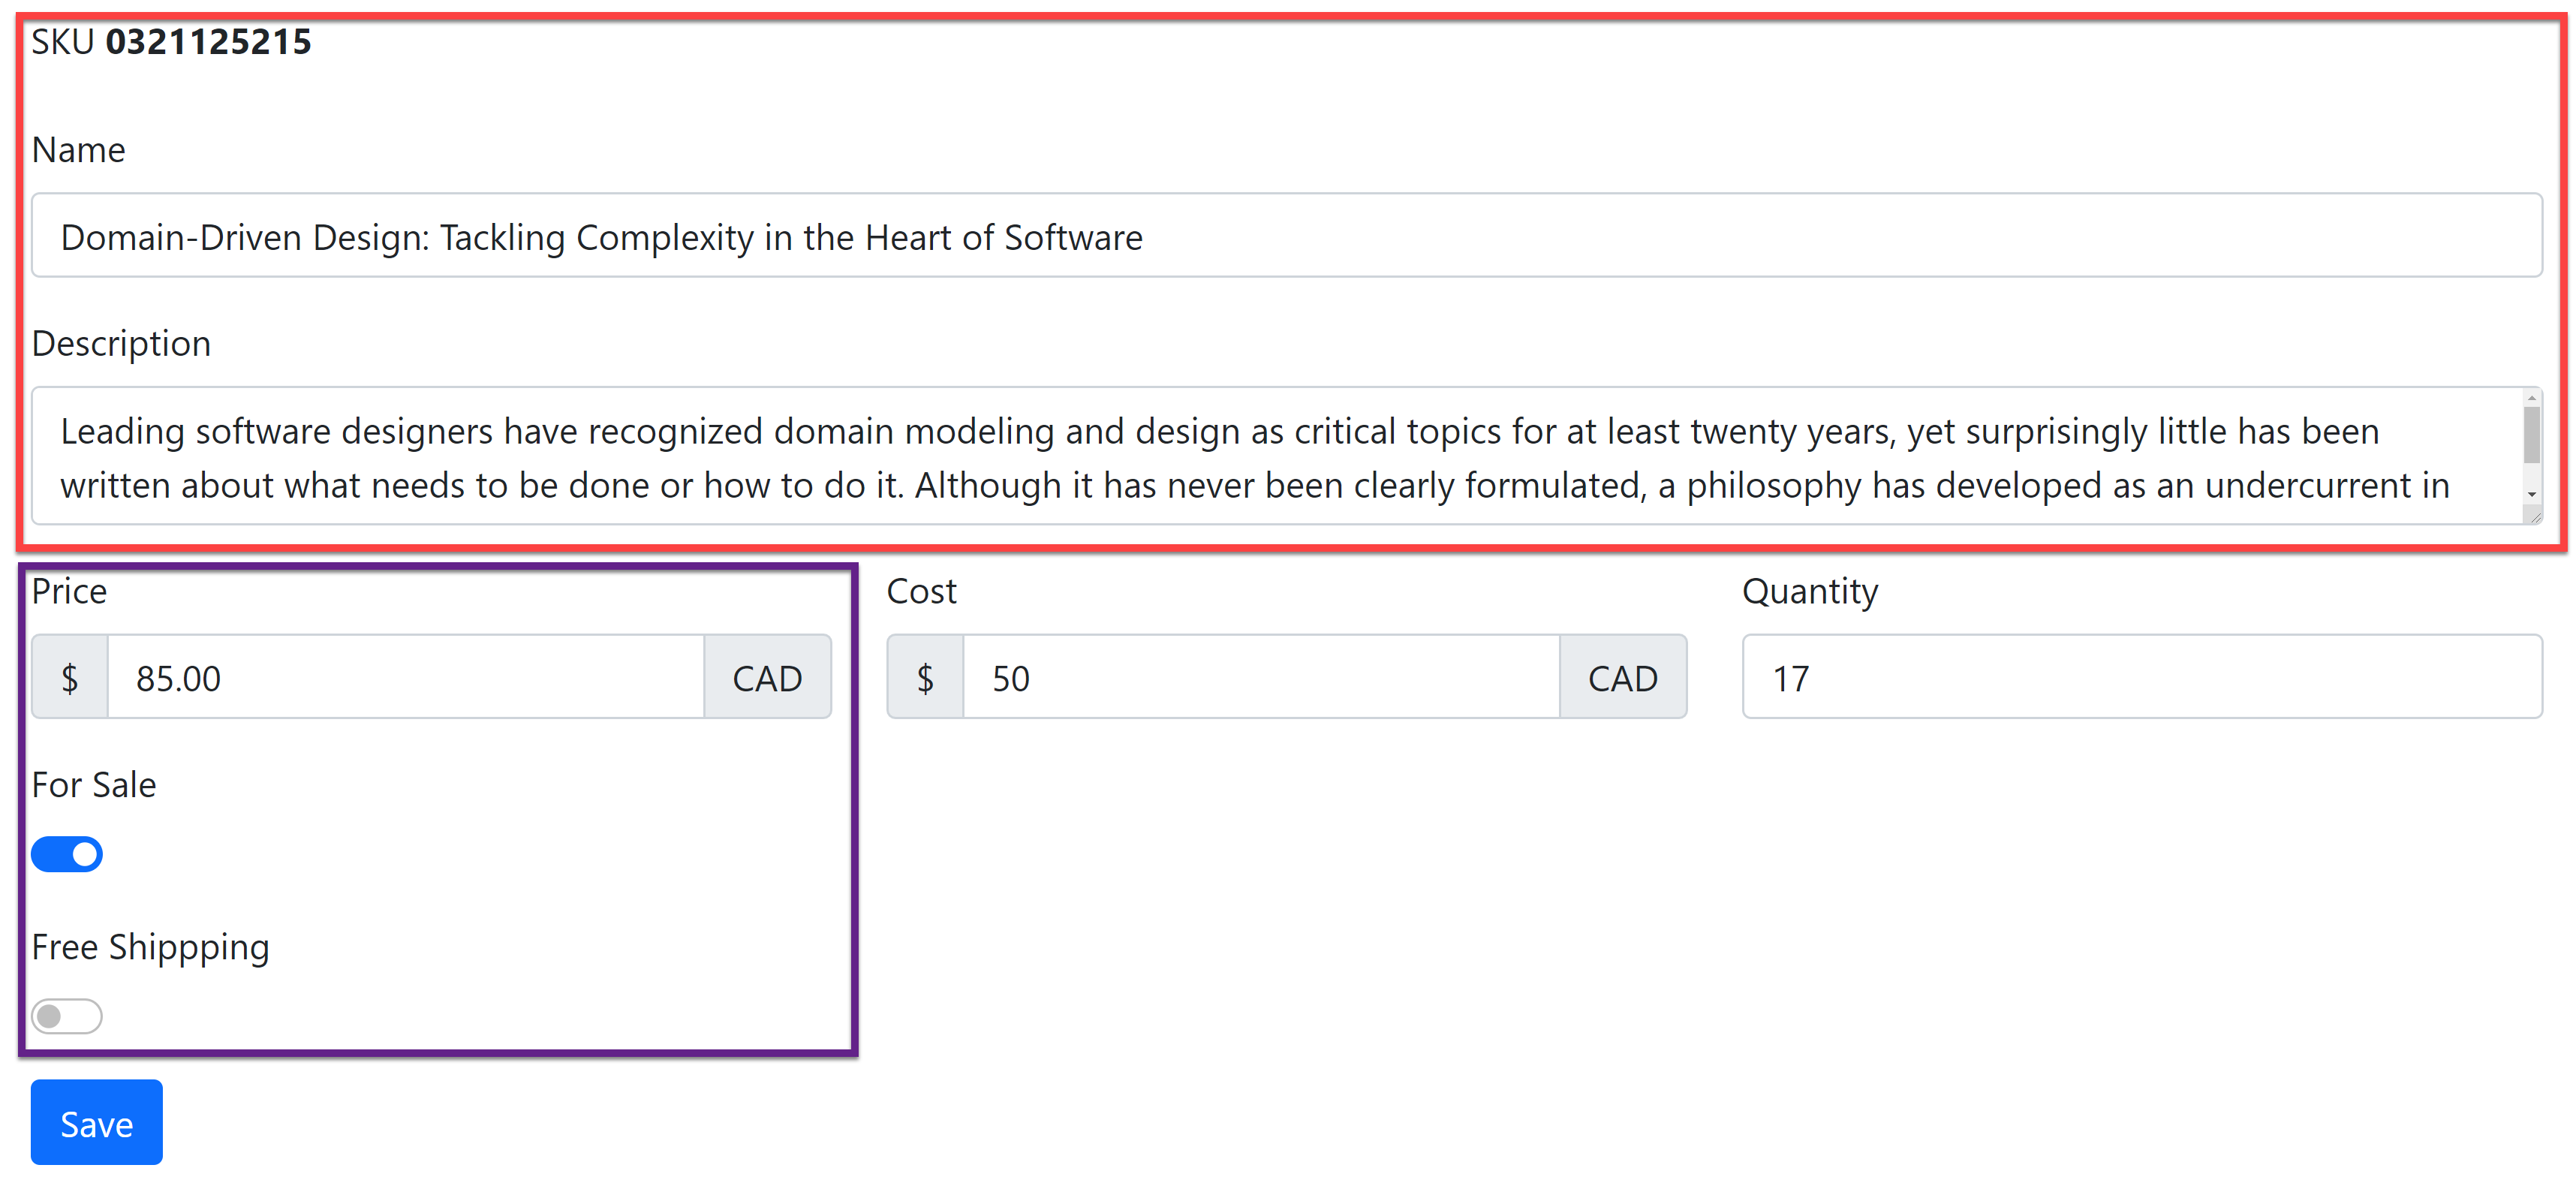 SKU 0321125215
Name
Domain-Driven Design: Tackling Complexity in the Heart of Software
Description
Leading software designers have recognized domain modeling and design as critical topics for at least twenty years, yet surprisingly little has been
written about what needs to be done or how to do it. Although it has never been clearly formulated, a philosophy has developed as an undercurrent in
Price Cost Quantity
$ 85.00 CAD $ 50 CAD 17
For Sale
Free Shippping
Save